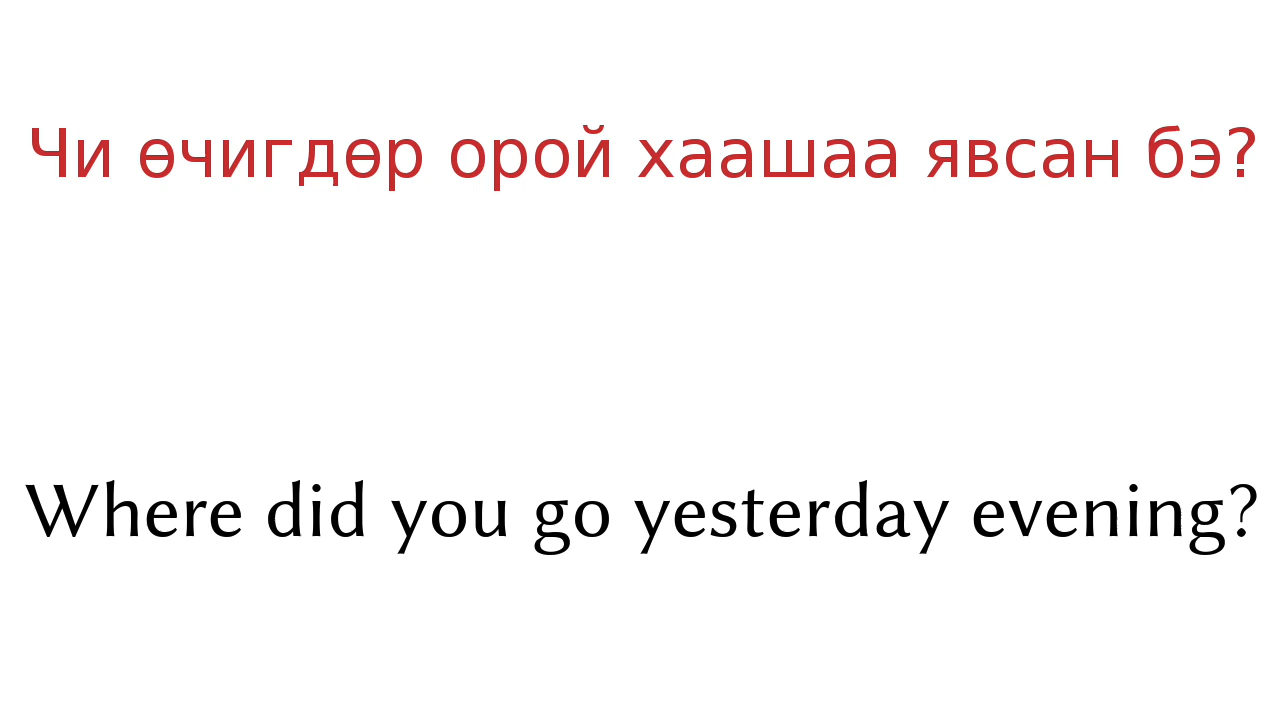 Чи өчигдөр орой хаашаа явсан бэ?
Where did you go yesterday evening?